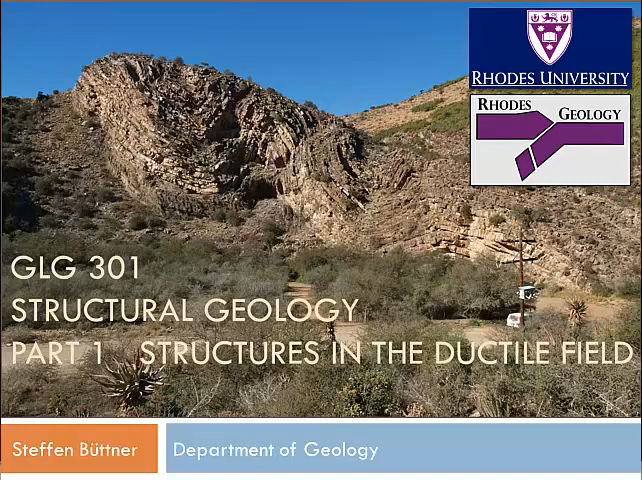 RHODES UNIVERSITY
RHODES
GEOLOGY
GLG 301
STRUCTURAL GEOLOGY
PART 1 STRUCTURES IN THE DUCTILE FIELD
Steffen Büttner
Department of Geology